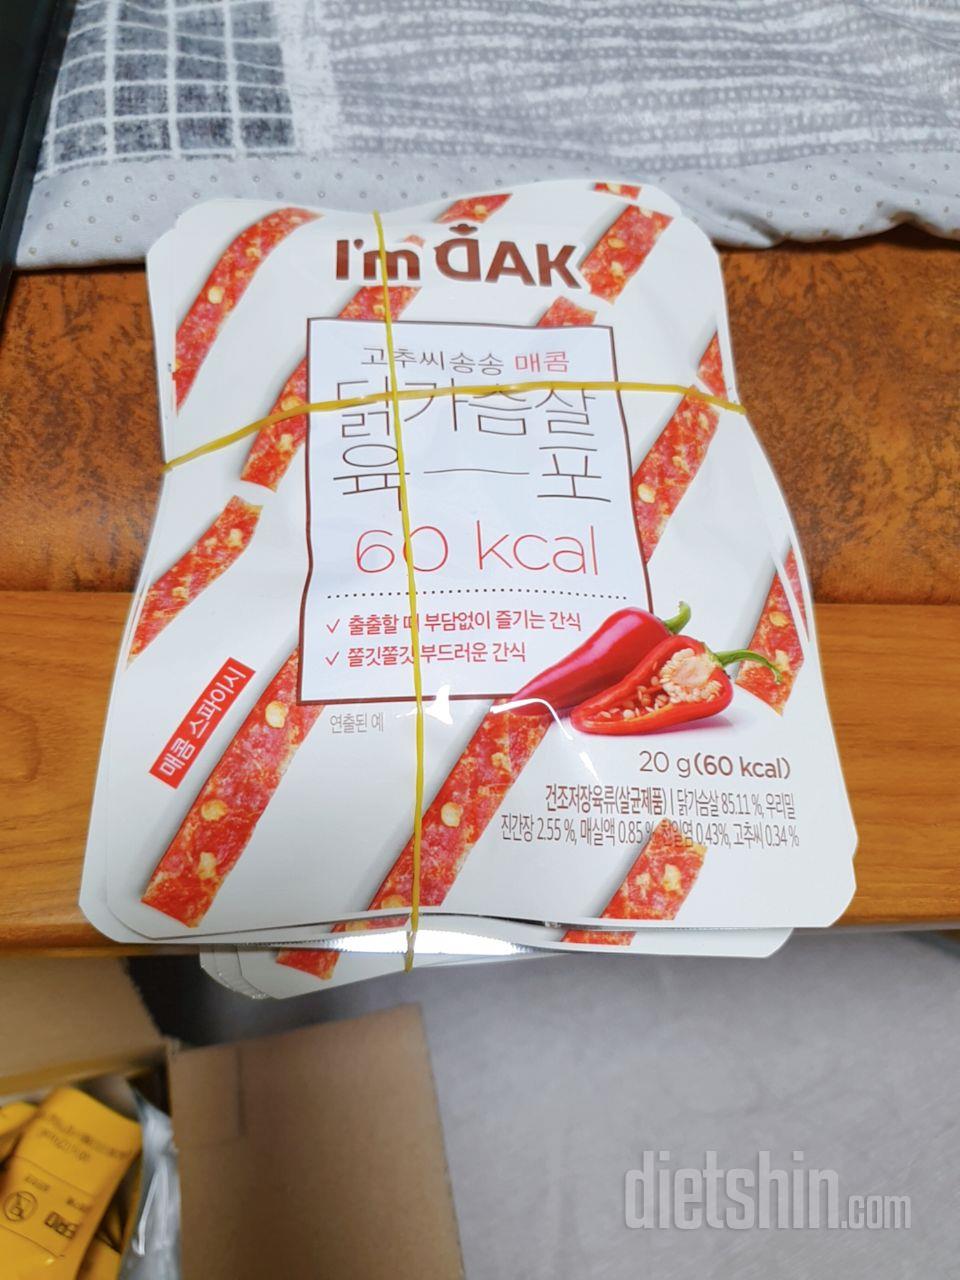 I'm DAK
고추씨송송 매콤
닭가슴살
육 — 포
60 kcal
✓ 출출할 때 부담없이 즐기는 간식
✓ 쫄깃쫄깃 부드러운 간식
연출된 예
매콤 스파이시
20 g(60 kcal)
건조저장육류(살균제품) | 닭가슴살 85.11 %, 우리밀
진간장 2.55 %, 매실액 0.85 %, 천일염 0.43%, 고추씨 0.34 %
dietshin.com